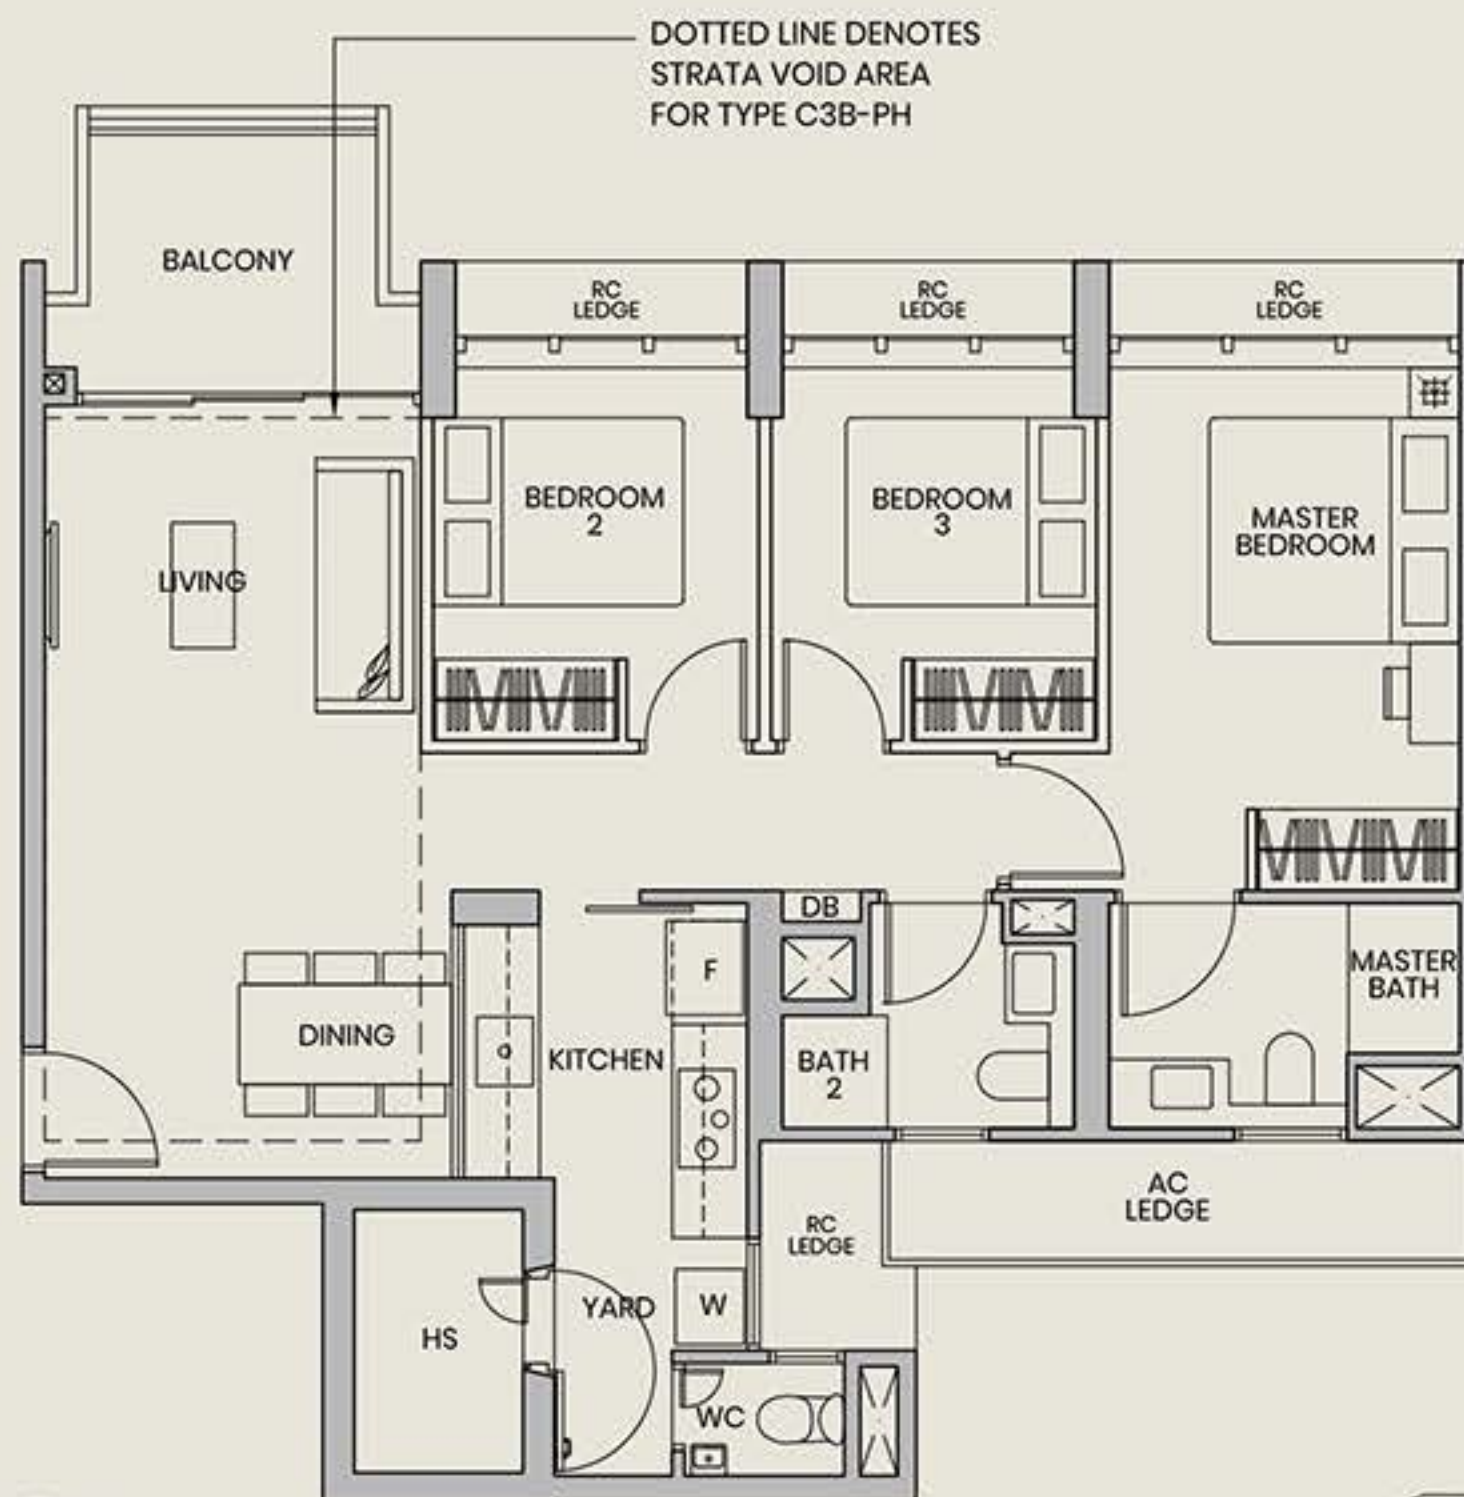 DOTTED LINE DENOTES
STRATA VOID AREA
FOR TYPE C3B-PH
BALCONY
RC
LEDGE
RC
LEDGE
RC
LEDGE
LIVING
BEDROOM
2
BEDROOM
3
MASTER
BEDROOM
DB
F
MASTER
BATH
DINING
KITCHEN
BATH
2
AC
LEDGE
RC
LEDGE
HS
YARD
W
WC